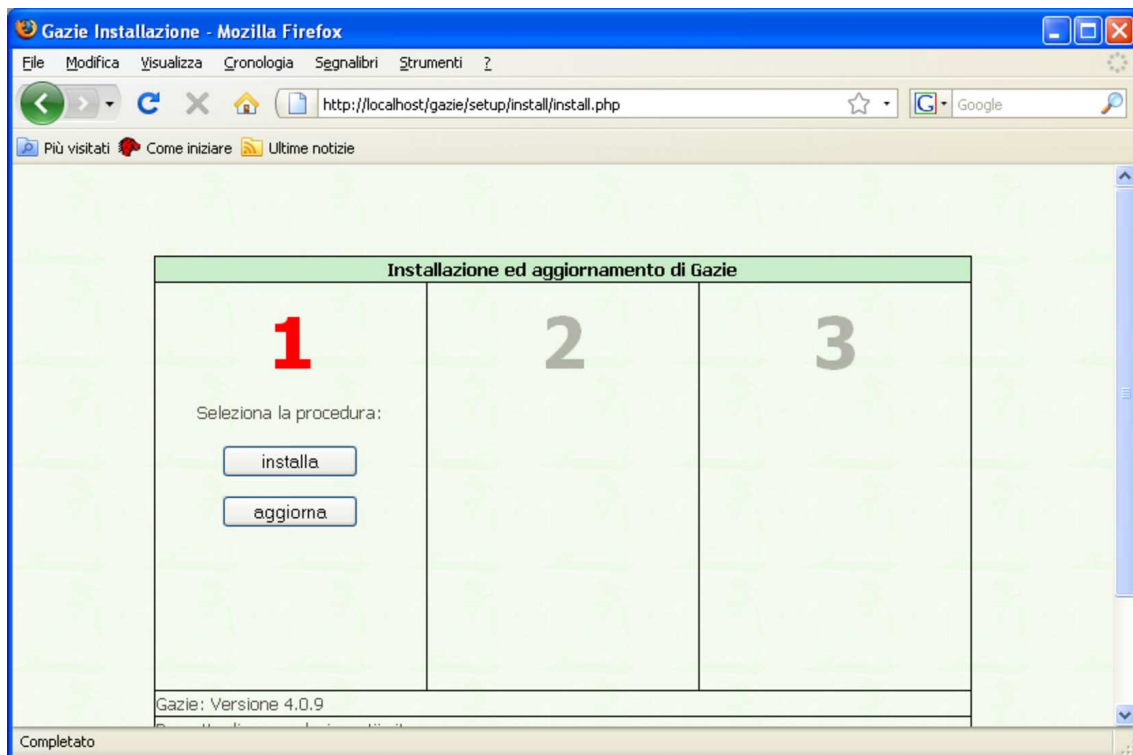 Gazie Installazione - Mozilla Firefox
File Modifica Visualizza Cronologia Segnalibri Strumenti ?
http://localhost/gazie/setup/install/install.php
G Google
Più visitati Come iniziare Ultime notizie
Installazione ed aggiornamento di Gazie
1 2 3
Seleziona la procedura:
installa
aggiorna
Gazie: Versione 4.0.9
Completato